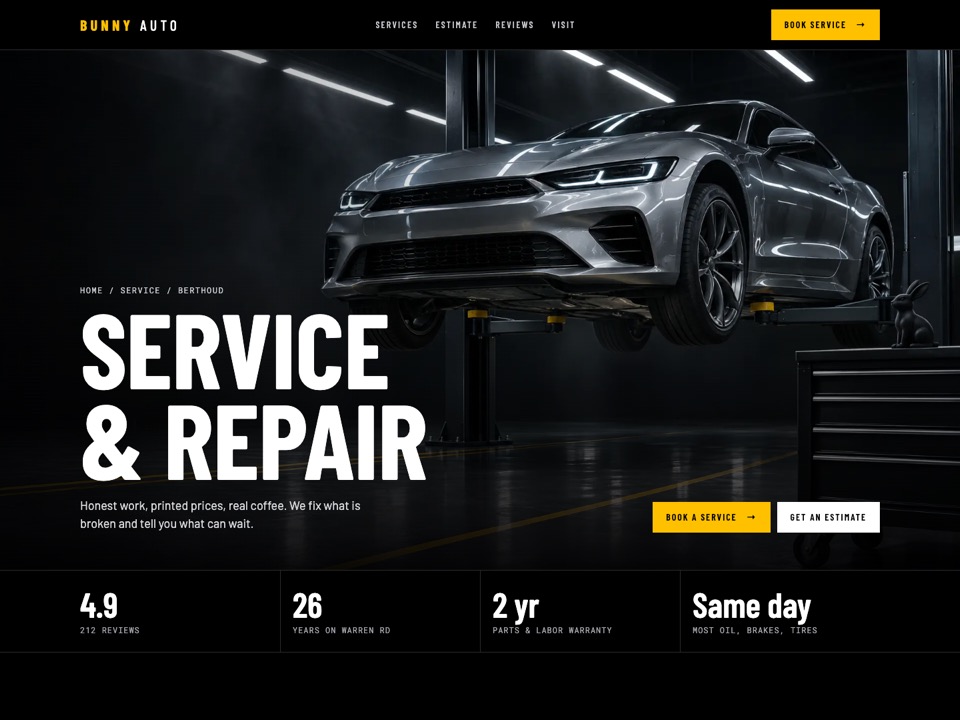 BUNNY AUTO
SERVICES ESTIMATE REVIEWS VISIT
BOOK SERVICE →
HOME / SERVICE / BERTHOUD
SERVICE
& REPAIR
Honest work, printed prices, real coffee. We fix what is
broken and tell you what can wait.
BOOK A SERVICE →
GET AN ESTIMATE
4.9
212 REVIEWS
26
YEARS ON WARREN RD
2 yr
PARTS & LABOR WARRANTY
Same day
MOST OIL, BRAKES, TIRES